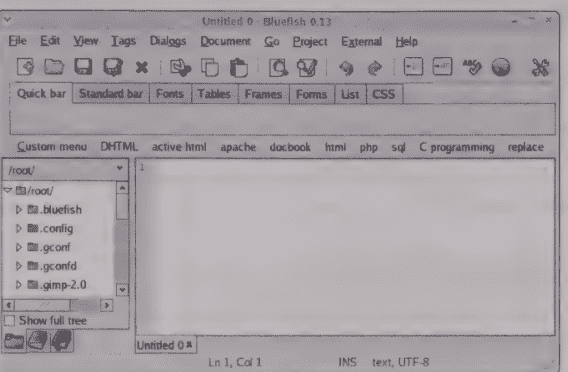 Untitled 0 - Bluefish 0.13
File Edit View Tags Dialogs Document Go Project External Help
ABC
Quick bar Standard bar Fonts Tables Frames Forms List CSS
Custom menu DHTML active html apache docbook html php sql C programming replace
/root/
1
/root/
.bluefish
.config
.gconf
.gconfd
.gimp-2.0
Show full tree
Untitled 0
Ln 1, Col 1 INS text, UTF-8